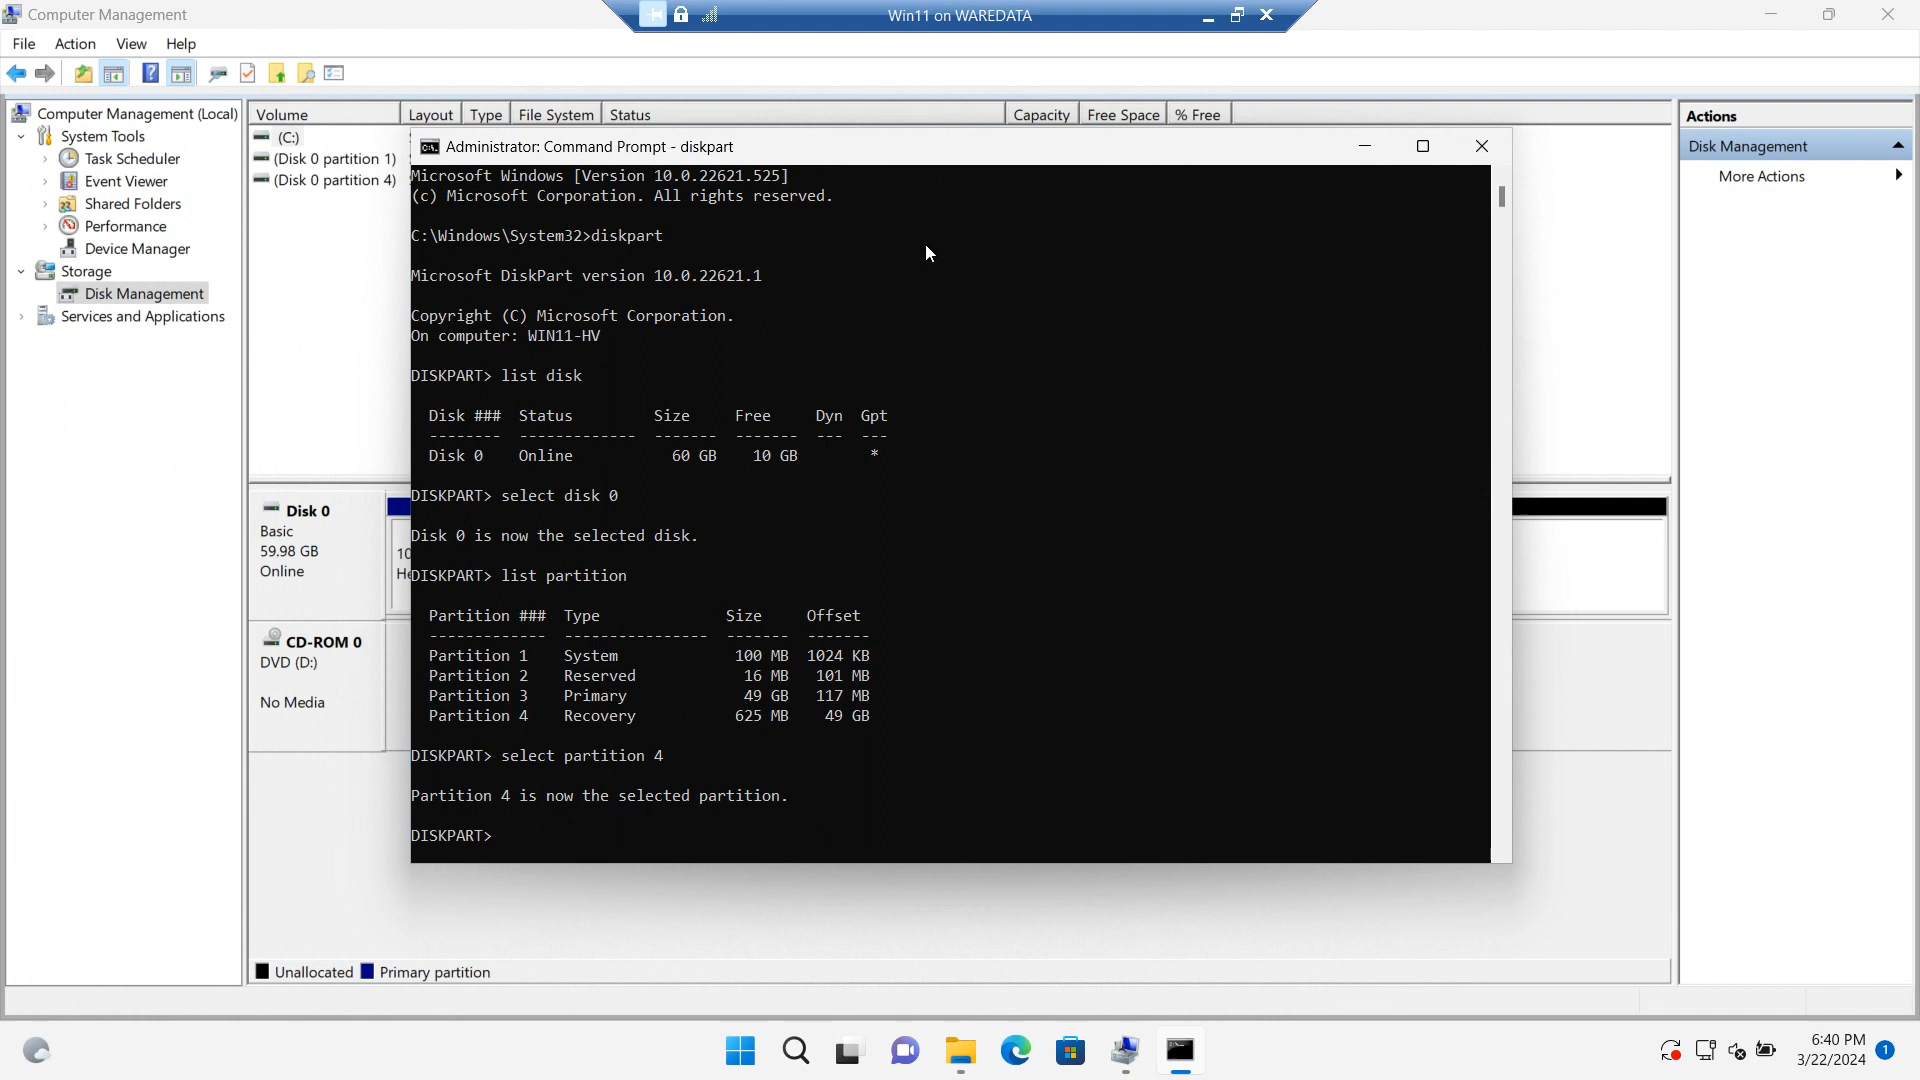 Computer Management
Win11 on WAREDATA
File Action View Help
Computer Management (Local)
System Tools
Task Scheduler
Event Viewer
Shared Folders
Performance
Device Manager
Storage
Disk Management
Services and Applications
Volume Layout Type File System Status Capacity Free Space % Free
(C:)
(Disk 0 partition 1)
(Disk 0 partition 4)
Administrator: Command Prompt - diskpart
Microsoft Windows [Version 10.0.22621.525]
(c) Microsoft Corporation. All rights reserved.
C:\Windows\System32>diskpart
Microsoft DiskPart version 10.0.22621.1
Copyright (C) Microsoft Corporation.
On computer: WIN11-HV
DISKPART> list disk
Disk ### Status Size Free Dyn Gpt
-------- ------------- ------- ------- --- ---
Disk 0 Online 60 GB 10 GB *
DISKPART> select disk 0
Disk 0 is now the selected disk.
DISKPART> list partition
Partition ### Type Size Offset
------------- ---------------- ------- -------
Partition 1 System 100 MB 1024 KB
Partition 2 Reserved 16 MB 101 MB
Partition 3 Primary 49 GB 117 MB
Partition 4 Recovery 625 MB 49 GB
DISKPART> select partition 4
Partition 4 is now the selected partition.
DISKPART>
Disk 0
Basic
59.98 GB
Online
10
He
CD-ROM 0
DVD (D:)
No Media
Unallocated Primary partition
Actions
Disk Management
More Actions
6:40 PM
3/22/2024
1